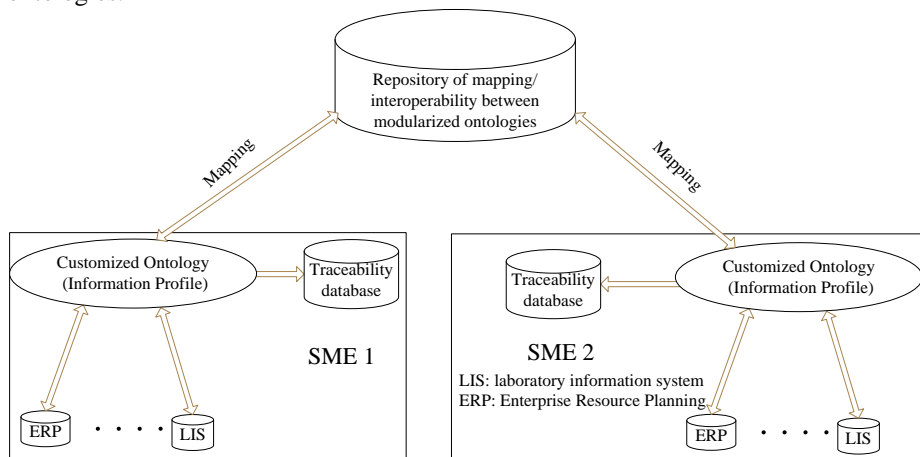 ontologies.
Repository of mapping/
interoperability between
modularized ontologies
Mapping
Mapping
Customized Ontology
(Information Profile)
Traceability
database
SME 1
ERP
. . . .
LIS
Customized Ontology
(Information Profile)
Traceability
database
SME 2
LIS: laboratory information system
ERP: Enterprise Resource Planning
ERP
. . . .
LIS